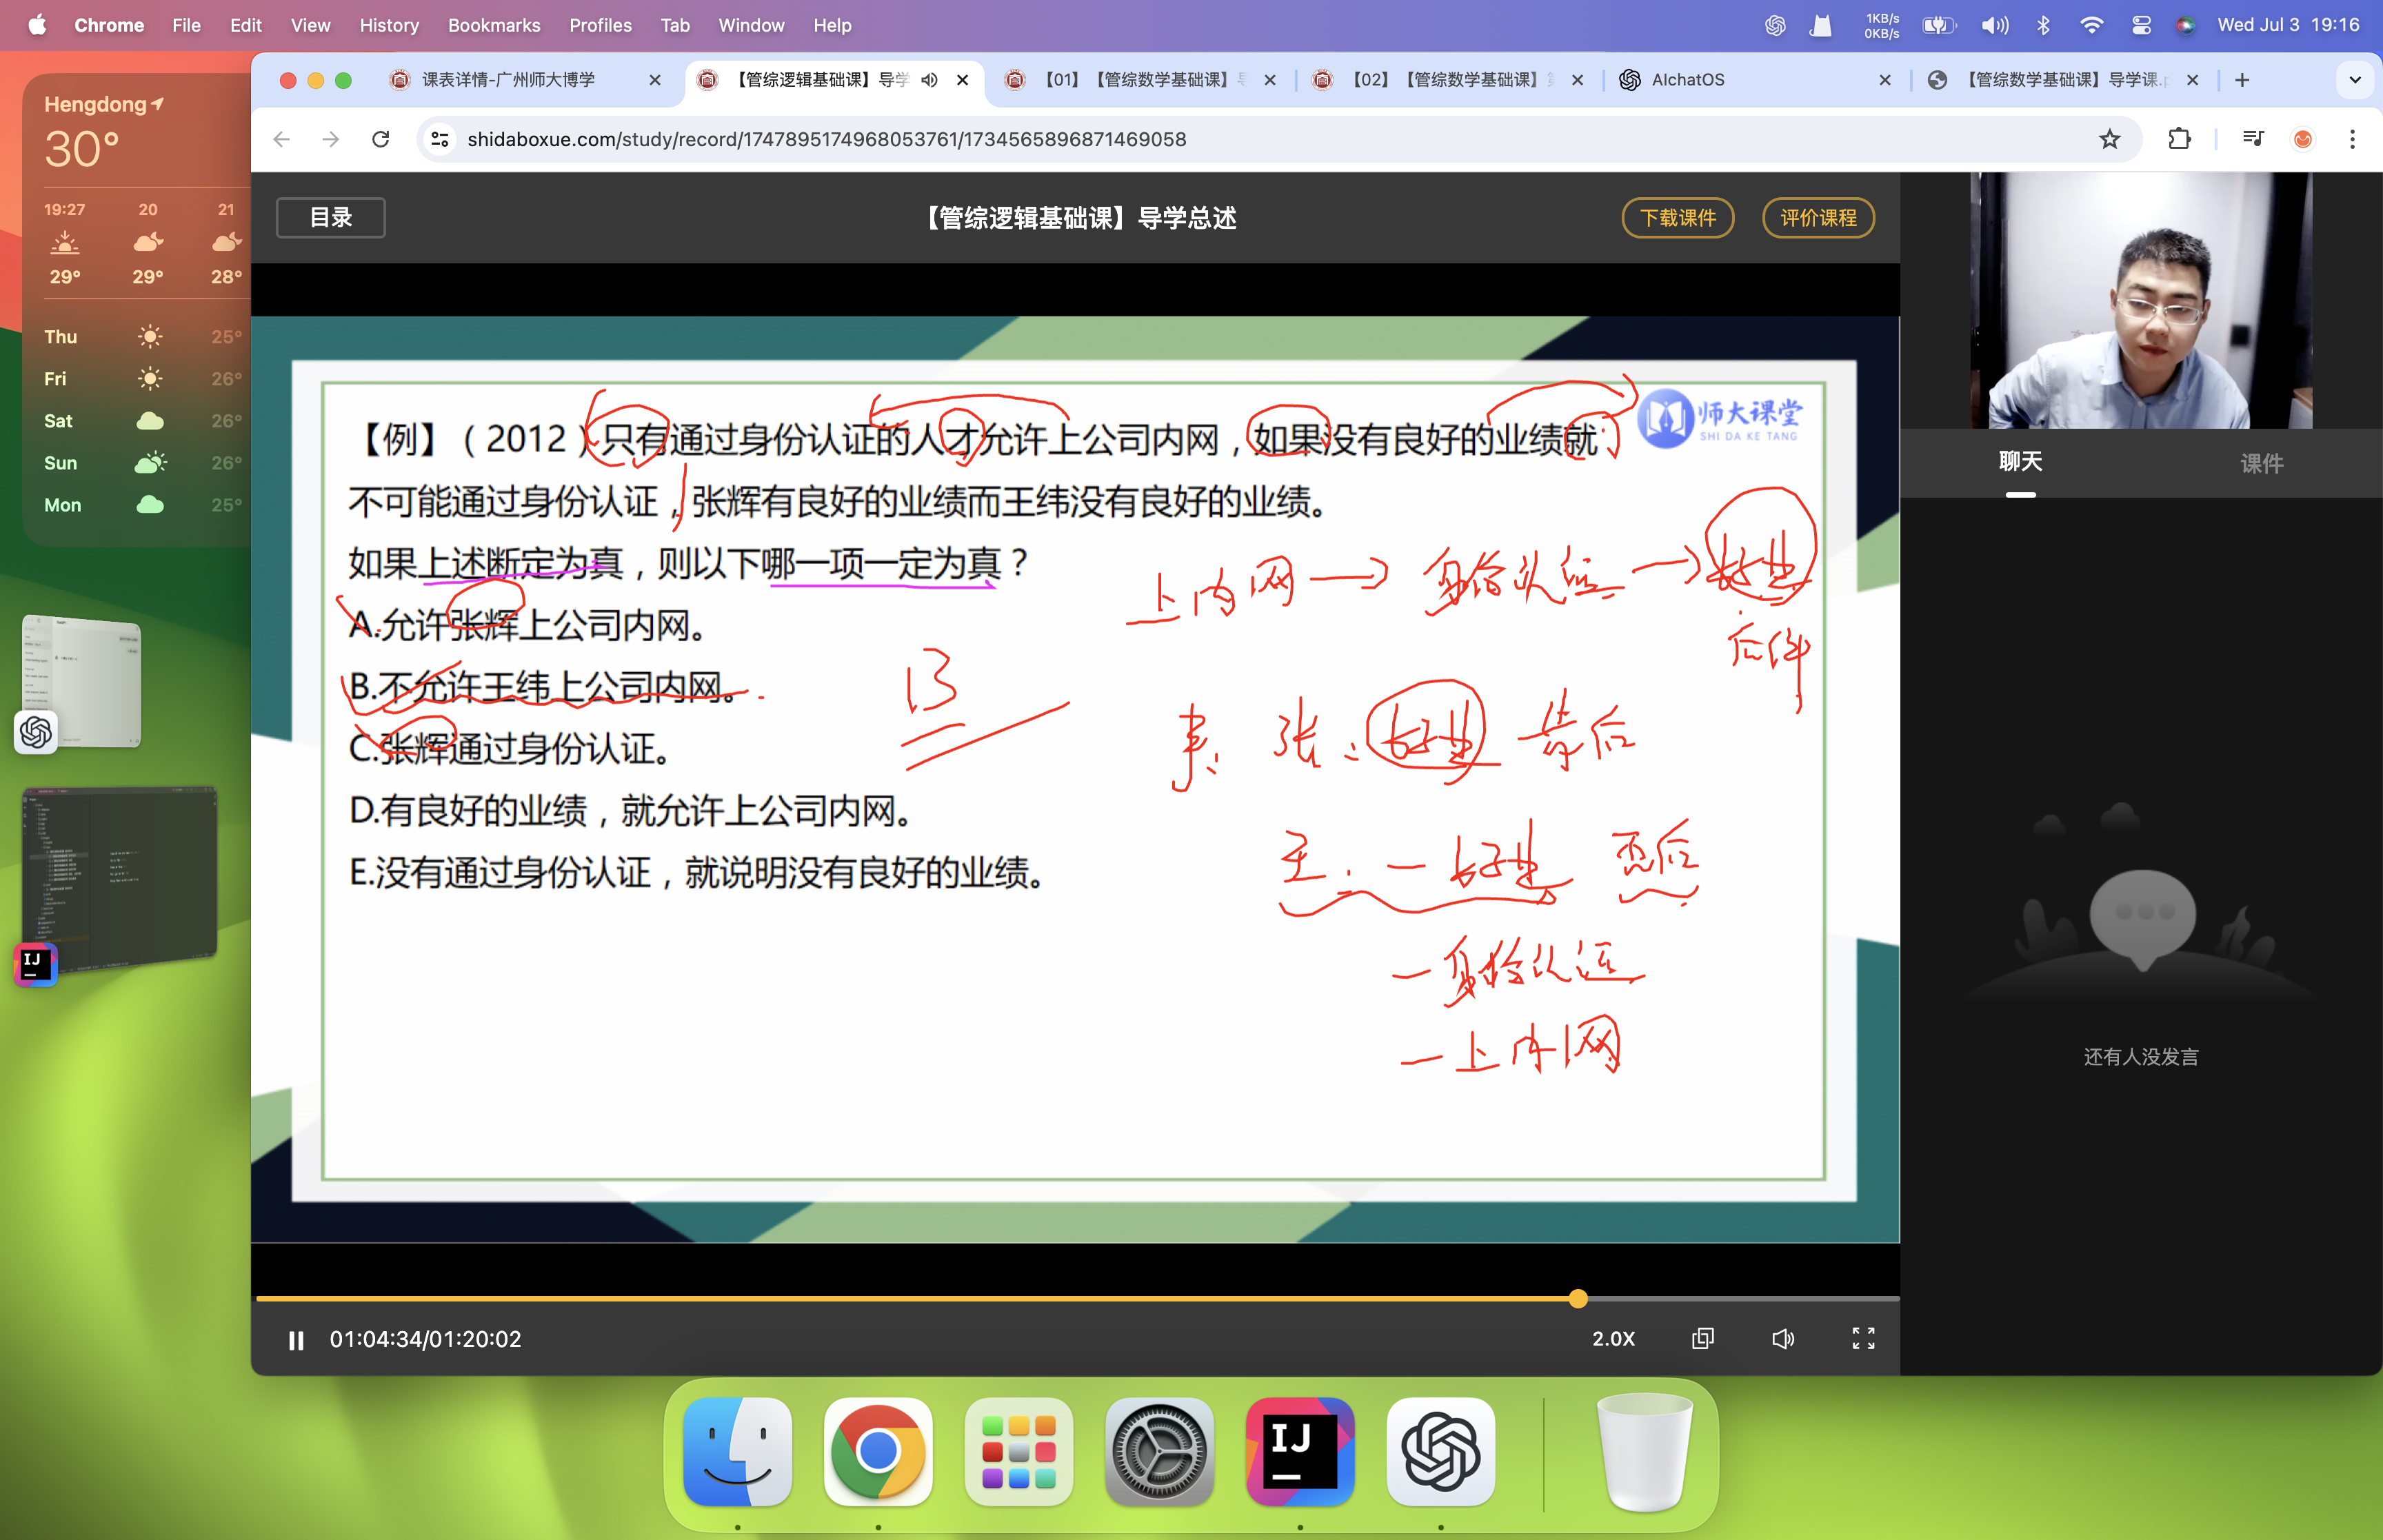 Chrome File Edit View History Bookmarks Profiles Tab Window Help
1KB/s
0KB/s
Wed Jul 3 19:16
Hengdong
30°
19:27 20 21
29° 29° 28°
Thu 25°
Fri 26°
Sat 26°
Sun 26°
Mon 25°
课表详情-广州师大博学
【管综逻辑基础课】导学
【01】【管综数学基础课】导
【02】【管综数学基础课】
AIchatOS
【管综数学基础课】导学课.p
shidaboxue.com/study/record/1747895174968053761/1734565896871469058
目录
【管综逻辑基础课】导学总述
下载课件
评价课程
师大课堂
SHI DA KE TANG
【例】（2012）只有通过身份认证的人才允许上公司内网，如果没有良好的业绩就
不可能通过身份认证，张辉有良好的业绩而王纬没有良好的业绩。
如果上述断定为真，则以下哪一项一定为真？
A.允许张辉上公司内网。
B.不允许王纬上公司内网。
C.张辉通过身份认证。
D.有良好的业绩，就允许上公司内网。
E.没有通过身份认证，就说明没有良好的业绩。
上内网→身份认证→好业
后件
13
事: 张: 好业 肯后
王: —好业 否后
—身份认证
—上内网
聊天
课件
还有人没发言
01:04:34/01:20:02
2.0X
IJ
IJ